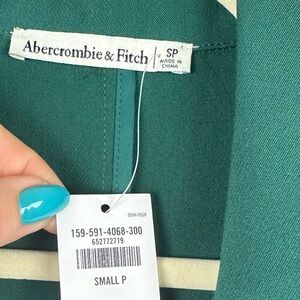 Abercrombie & Fitch
SP
MADE IN
CHINA
159-591-4068-300
652772719
SMALL P